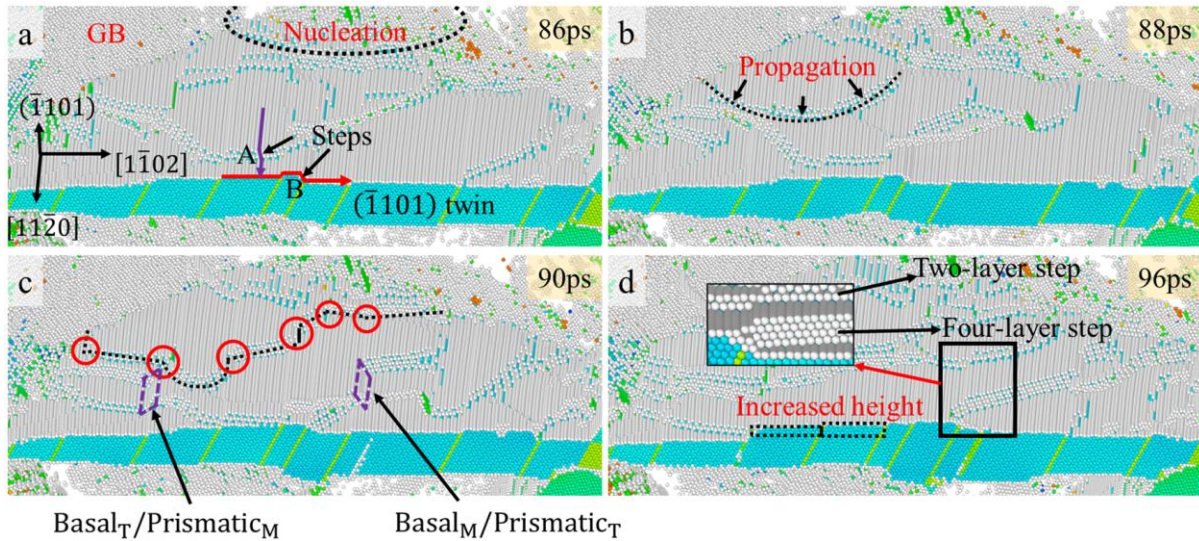 a
GB
Nucleation
86ps
(1̄101)
A
Steps
[11̄02]
B
(1̄101) twin
[112̄0]
b
Propagation
88ps
c
90ps
Basal_T/Prismatic_M
Basal_M/Prismatic_T
d
96ps
Two-layer step
Four-layer step
Increased height